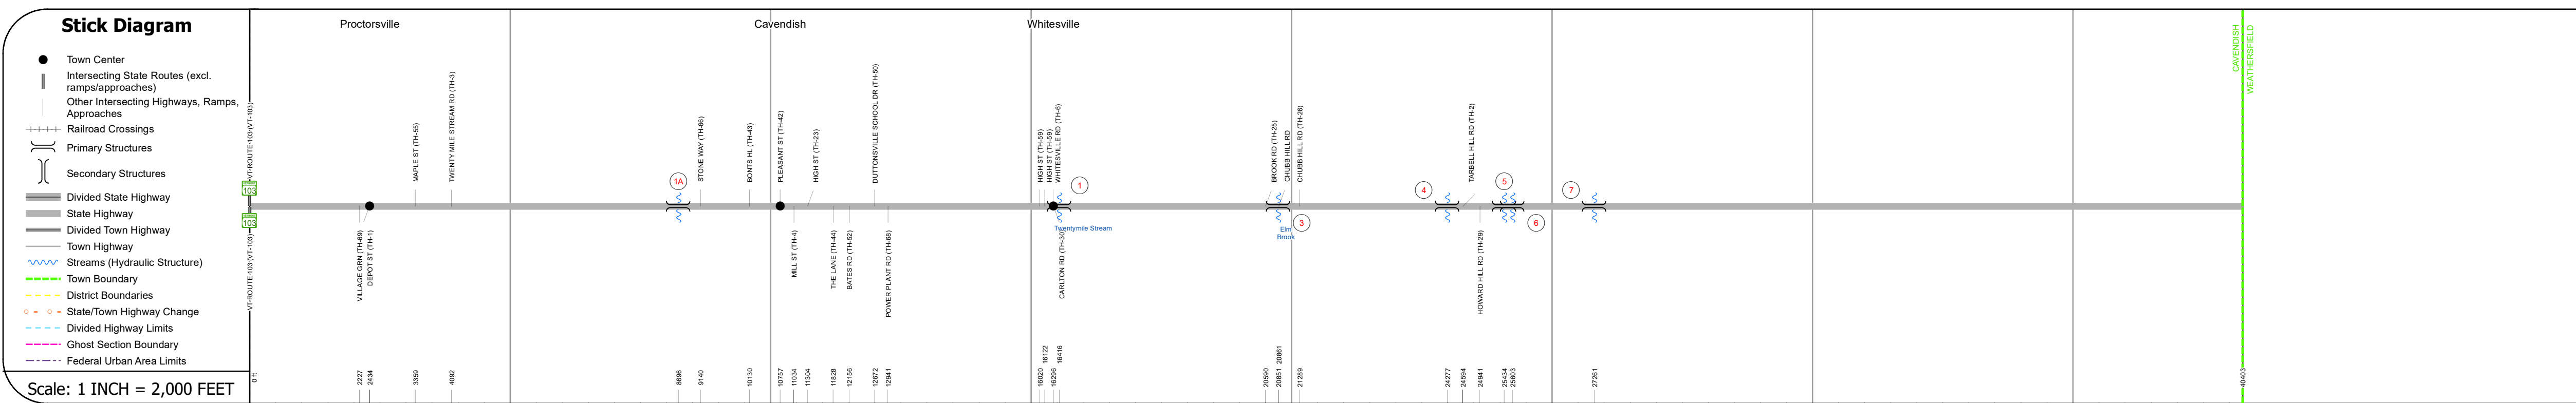 Stick Diagram
Town Center
Intersecting State Routes (excl.
ramps/approaches)
Other Intersecting Highways, Ramps,
Approaches
Railroad Crossings
Primary Structures
Secondary Structures
Divided State Highway
State Highway
Divided Town Highway
Town Highway
Streams (Hydraulic Structure)
Town Boundary
District Boundaries
State/Town Highway Change
Divided Highway Limits
Ghost Section Boundary
Federal Urban Area Limits
Scale: 1 INCH = 2,000 FEET
Proctorsville
Cavendish
Whitesville
CAVENDISH
WEATHERSFIELD
VT-ROUTE-103 (VT-103)
MAPLE ST (TH-55)
TWENTY MILE STREAM RD (TH-3)
STONE WAY (TH-66)
BONTS HL (TH-43)
PLEASANT ST (TH-42)
HIGH ST (TH-23)
DUTTONSVILLE SCHOOL DR (TH-50)
HIGH ST (TH-59)
HIGH ST (TH-59)
WHITESVILLE RD (TH-6)
BROOK RD (TH-25)
CHUBB HILL RD
CHUBB HILL RD (TH-26)
TARBELL HILL RD (TH-2)
103
103
1A
1
3
4
5
6
7
Twentymile Stream
Elm
Brook
VT-ROUTE-103 (VT-103)
VILLAGE GRN (TH-69)
DEPOT ST (TH-1)
MILL ST (TH-4)
THE LANE (TH-44)
BATES RD (TH-52)
POWER PLANT RD (TH-68)
CARLTON RD (TH-30)
HOWARD HILL RD (TH-29)
0 ft
2227
2434
3359
4092
8696
9140
10130
10757
11034
11304
11828
12156
12672
12941
16020
16122
16296
16416
20590
20851
20861
21289
24277
24594
24941
25434
25603
27261
40403